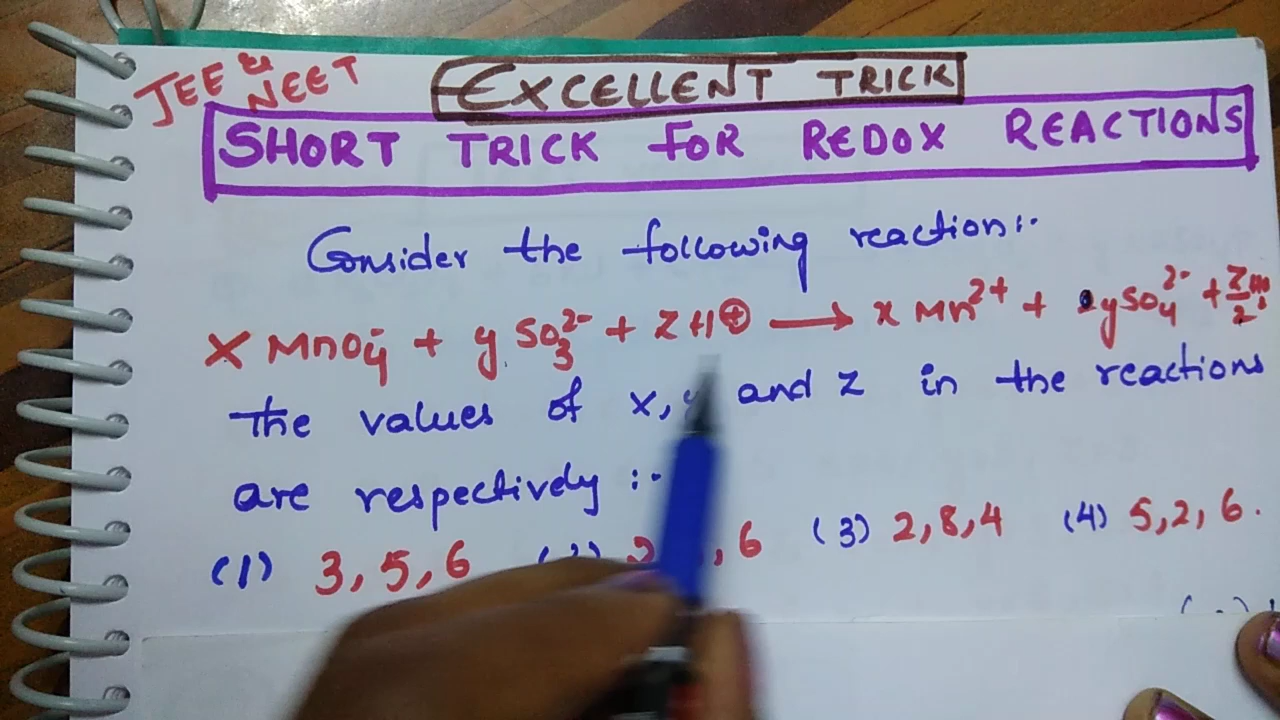 JEE & NEET
EXCELLENT TRICK
SHORT TRICK FOR REDOX REACTIONS
Consider the following reaction:-
x MnO₄⁻ + y SO₃²⁻ + z H⊕ ⟶ x Mn²⁺ + y SO₄²⁻ + z/2 H₂O
the values of x, and z in the reactions
are respectively :-
(1) 3, 5, 6 2, , 6 (3) 2, 8, 4 (4) 5, 2, 6.